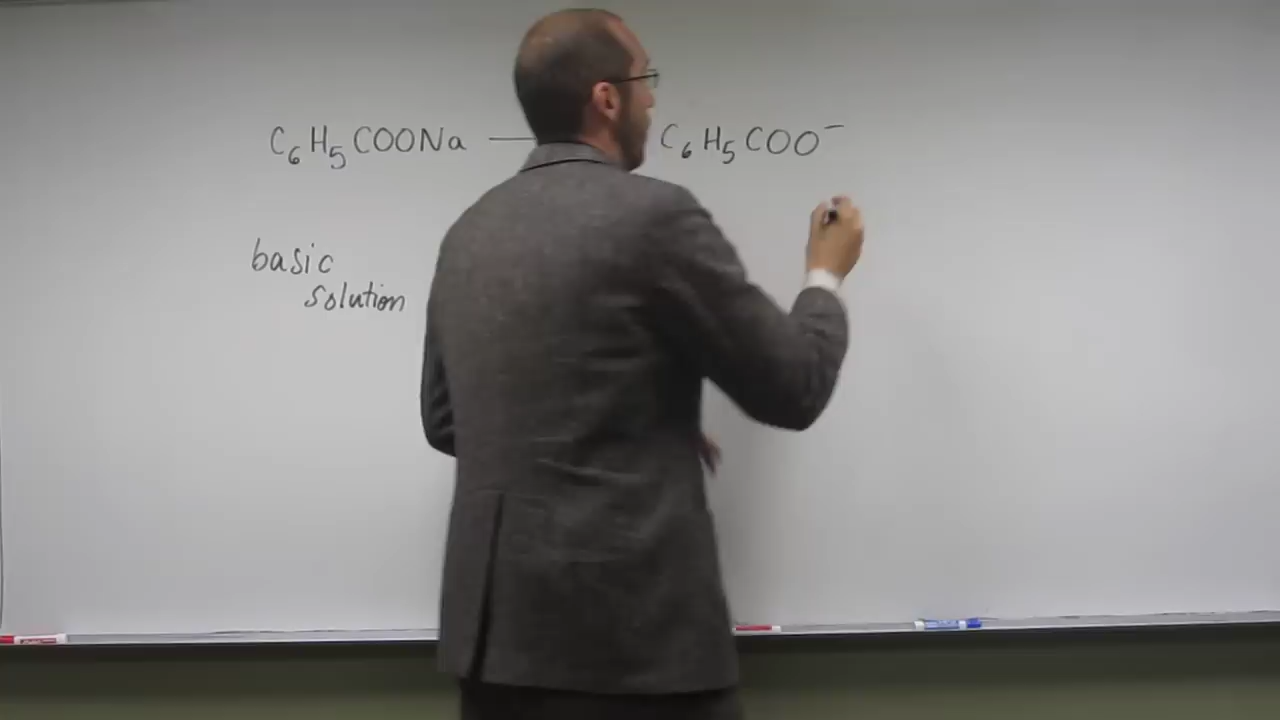 C₆H₅COONa — C₆H₅COO⁻
basic
solution